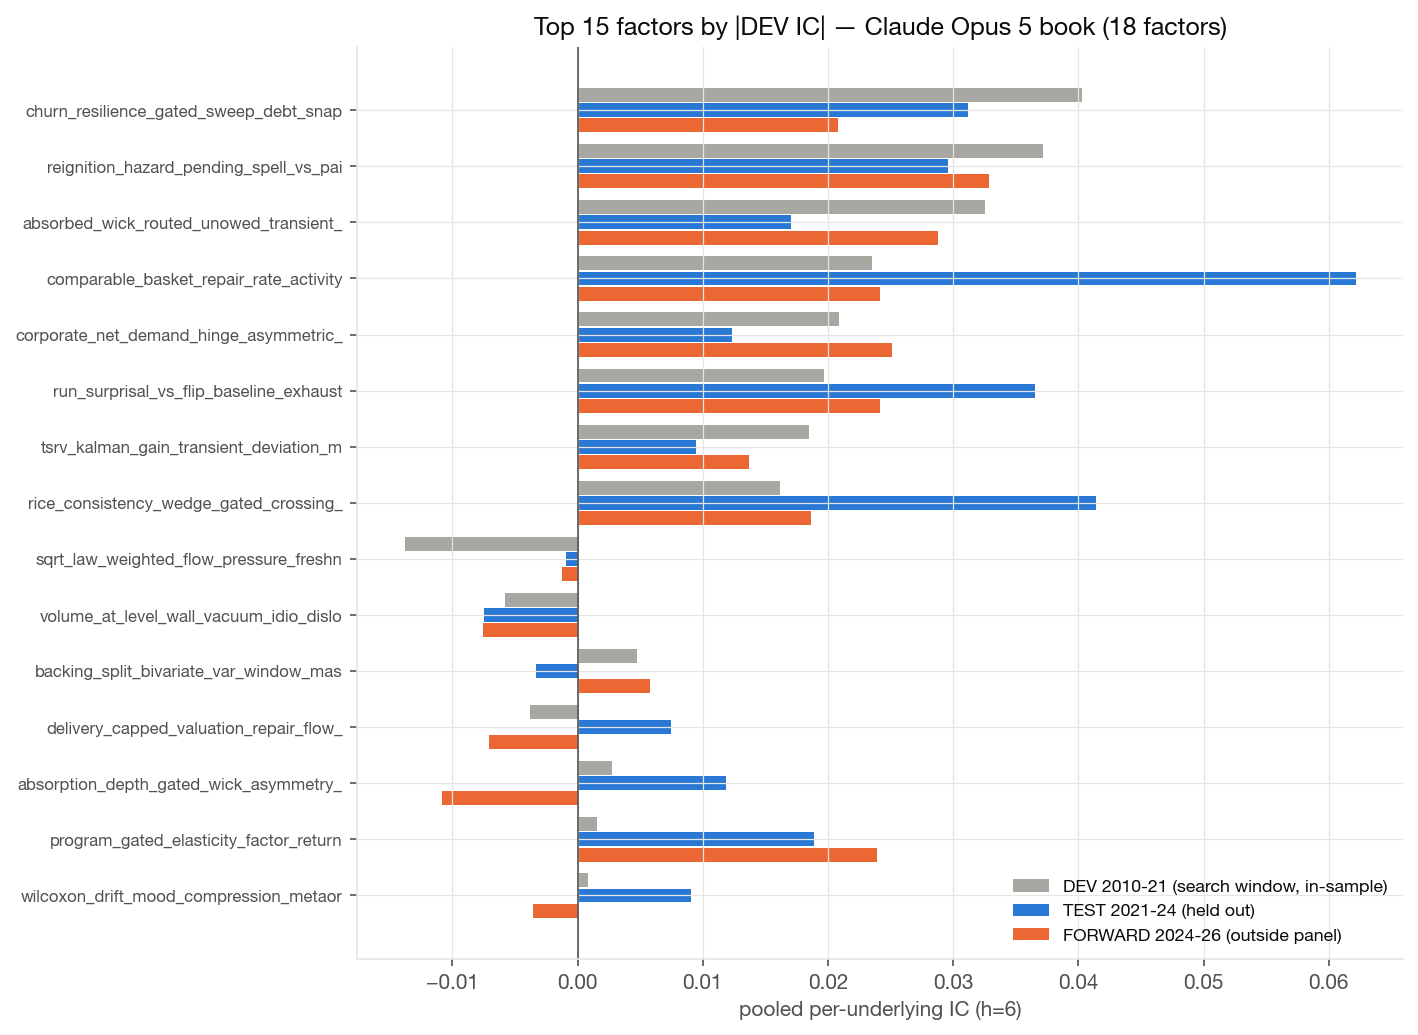 Top 15 factors by |DEV IC| — Claude Opus 5 book (18 factors)
churn_resilience_gated_sweep_debt_snap
reignition_hazard_pending_spell_vs_pai
absorbed_wick_routed_unowed_transient_
comparable_basket_repair_rate_activity
corporate_net_demand_hinge_asymmetric_
run_surprisal_vs_flip_baseline_exhaust
tsrv_kalman_gain_transient_deviation_m
rice_consistency_wedge_gated_crossing_
sqrt_law_weighted_flow_pressure_freshn
volume_at_level_wall_vacuum_idio_dislo
backing_split_bivariate_var_window_mas
delivery_capped_valuation_repair_flow_
absorption_depth_gated_wick_asymmetry_
program_gated_elasticity_factor_return
wilcoxon_drift_mood_compression_metaor
DEV 2010-21 (search window, in-sample)
TEST 2021-24 (held out)
FORWARD 2024-26 (outside panel)
−0.01 0.00 0.01 0.02 0.03 0.04 0.05 0.06
pooled per-underlying IC (h=6)